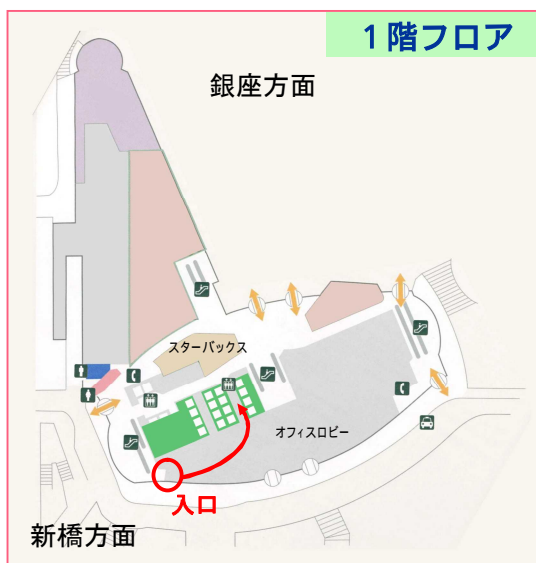 1階フロア
銀座方面
スターバックス
オフィスロビー
入口
新橋方面